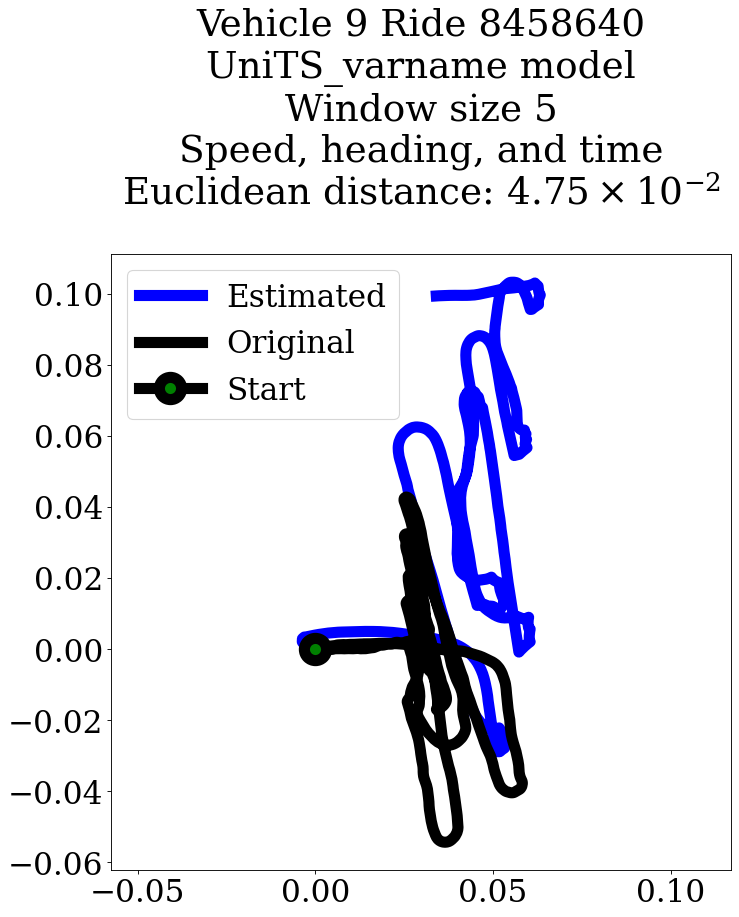 Vehicle 9 Ride 8458640
UniTS_varname model
Window size 5
Speed, heading, and time
Euclidean distance: 4.75 × 10⁻²
Estimated
Original
Start
0.10
0.08
0.06
0.04
0.02
0.00
−0.02
−0.04
−0.06
−0.05 0.00 0.05 0.10